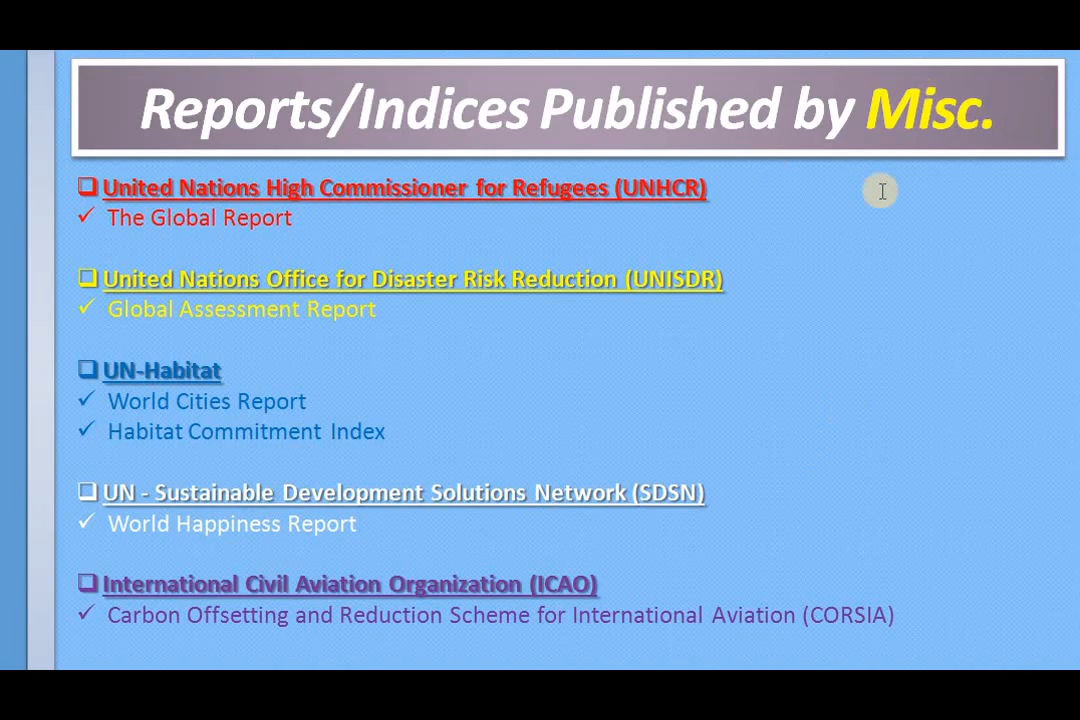 Reports/Indices Published by Misc.
United Nations High Commissioner for Refugees (UNHCR)
The Global Report
United Nations Office for Disaster Risk Reduction (UNISDR)
Global Assessment Report
UN-Habitat
World Cities Report
Habitat Commitment Index
UN - Sustainable Development Solutions Network (SDSN)
World Happiness Report
International Civil Aviation Organization (ICAO)
Carbon Offsetting and Reduction Scheme for International Aviation (CORSIA)